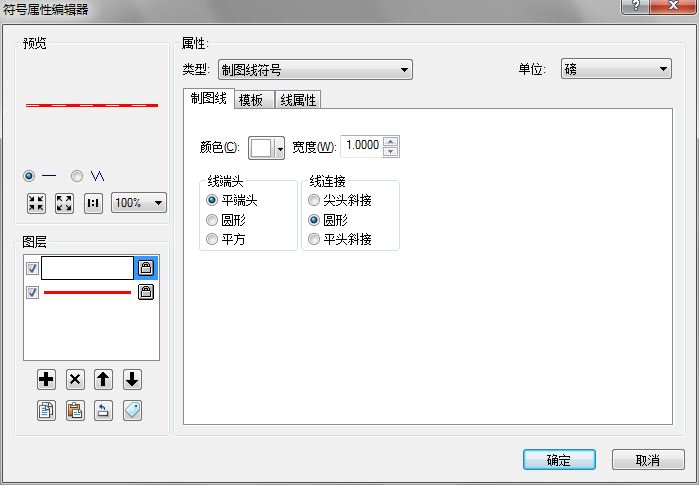 符号属性编辑器
预览
100%
图层
属性:
类型: 制图线符号 单位: 磅
制图线 模板 线属性
颜色(C): 宽度(W): 1.0000
线端头
平端头
圆形
平方
线连接
尖头斜接
圆形
平头斜接
确定 取消